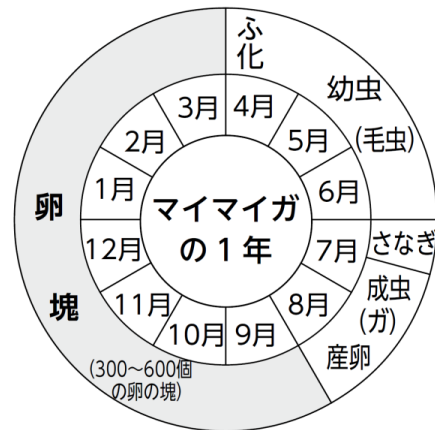 マイマイガ
の1年
1月
2月
3月
4月
5月
6月
7月
8月
9月
10月
11月
12月
ふ化
幼虫
(毛虫)
さなぎ
成虫
(ガ)
産卵
卵塊
(300〜600個
の卵の塊)